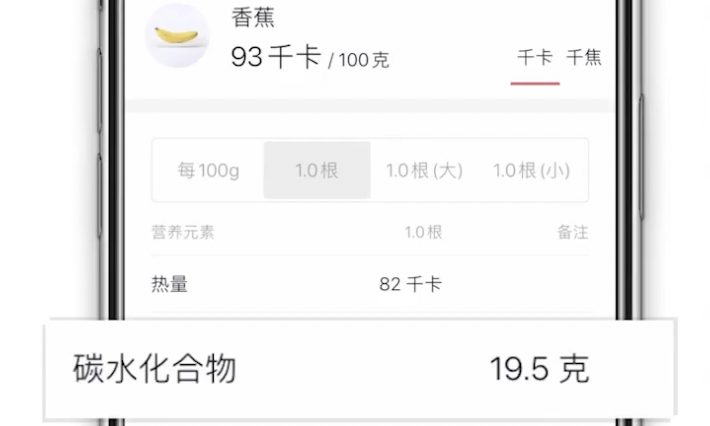 香蕉
93 千卡 / 100 克
千卡 千焦
每100g 1.0根 1.0根(大) 1.0根(小)
营养元素 1.0根 备注
热量 82 千卡
碳水化合物 19.5 克